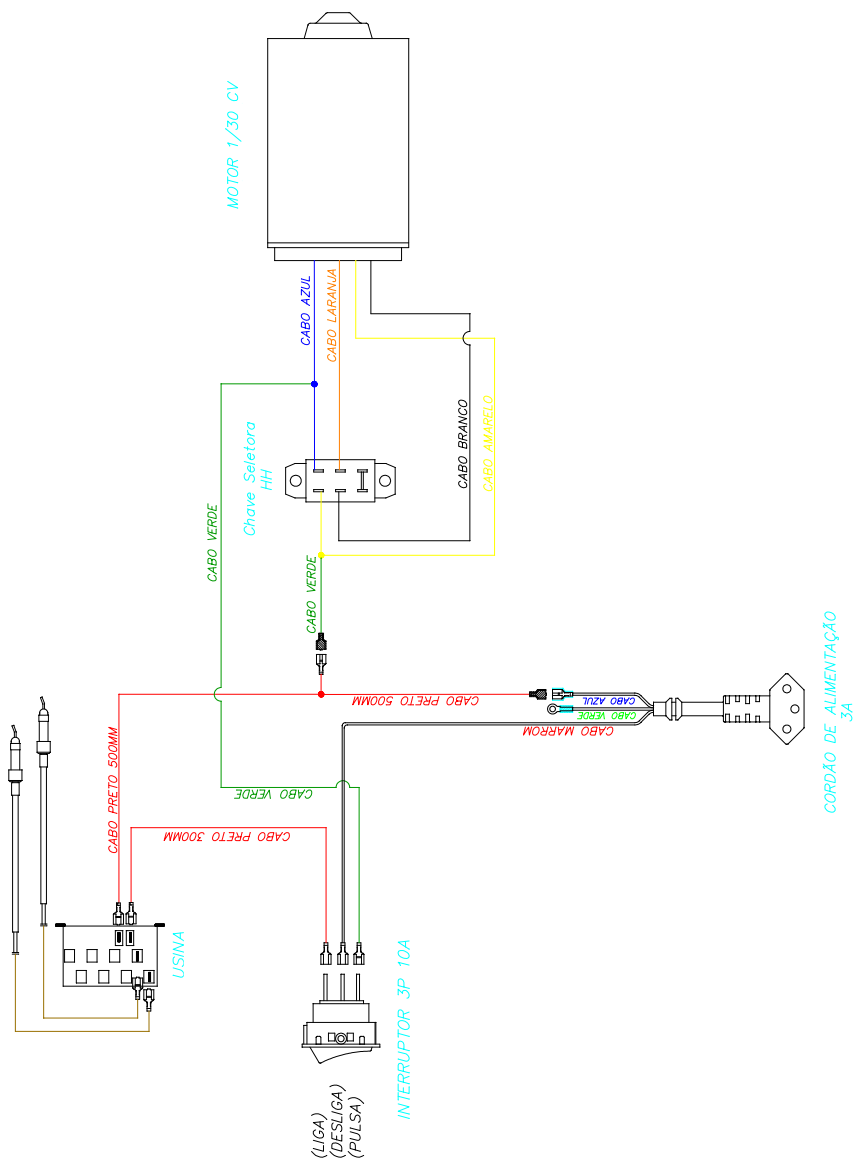 MOTOR 1/30 CV
CABO AZUL
CABO LARANJA
Chave Seletora
HH
CABO BRANCO
CABO AMARELO
CABO VERDE
CABO VERDE
CABO PRETO 500MM
CABO AZUL
CABO VERDE
CABO MARROM
CORDÃO DE ALIMENTAÇÃO
3A
CABO PRETO 500MM
CABO VERDE
CABO PRETO 300MM
USINA
INTERRUPTOR 3P 10A
(LIGA)
(DESLIGA)
(PULSA)